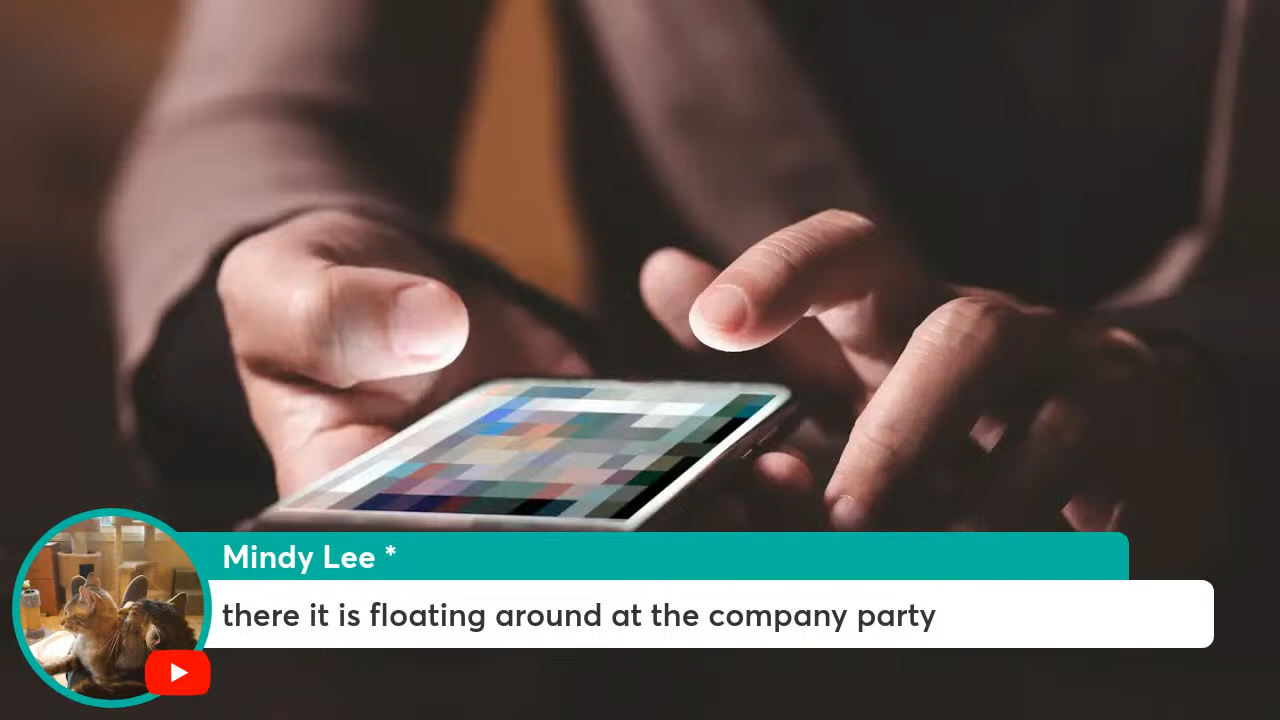 Mindy Lee *
there it is floating around at the company party